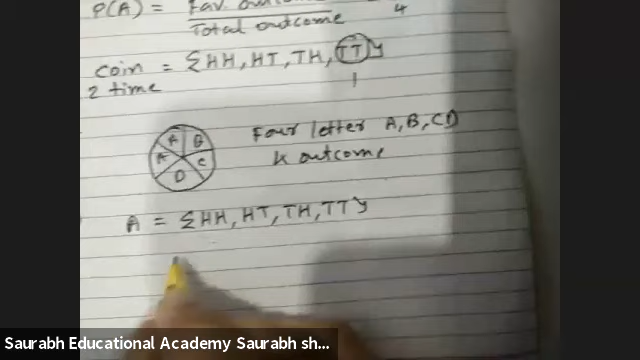 P(A) = Fav. outcome
Total outcome 4
coin = {HH, HT, TH, TT}
2 time 1
A B
A C
D
Four letter A, B, C D
K outcome
A = {HH, HT, TH, TT}
Saurabh Educational Academy Saurabh sh...